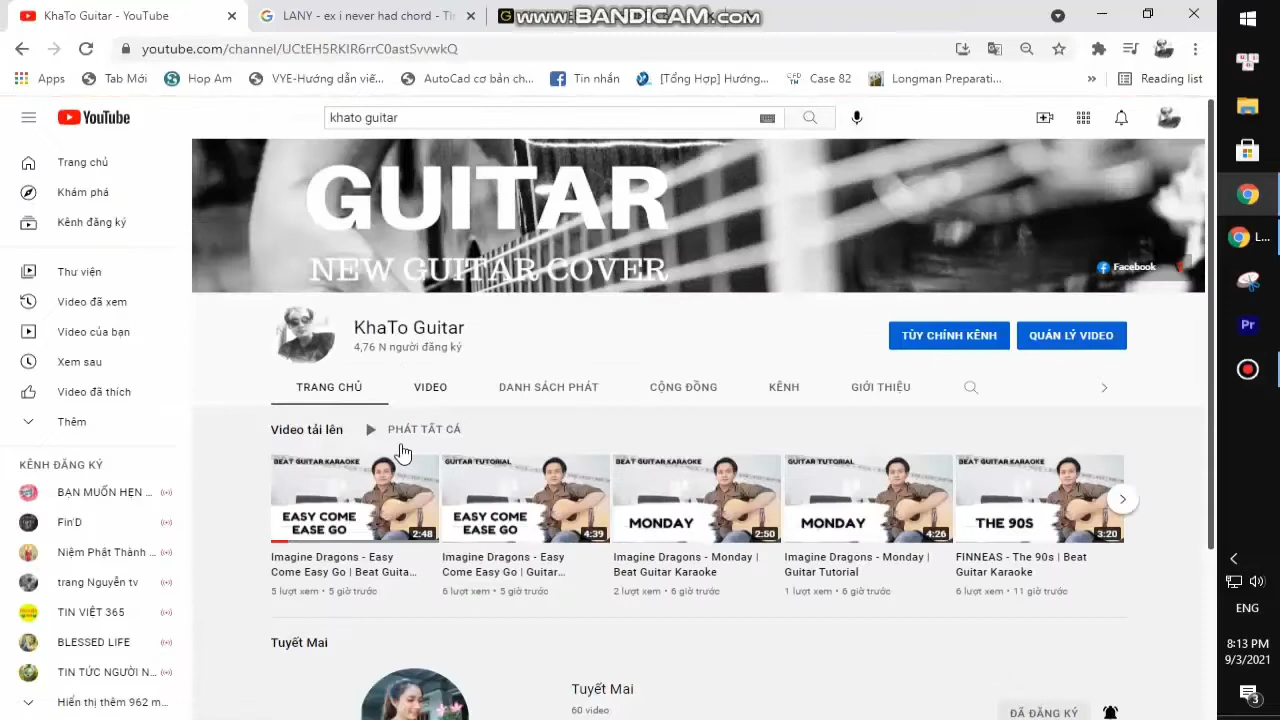 KhaTo Guitar - YouTube
LANY - ex i never had chord - Ti
www.BANDICAM.com
youtube.com/channel/UCtEH5RKlR6rrC0astSvvwkQ
Apps
Tab Mới
Hop Am
VYE-Hướng dẫn viê...
AutoCad cơ bản ch...
Tin nhắn
[Tổng Hợp] Hướng...
Case 82
Longman Preparati...
»
Reading list
YouTube
khato guitar
Trang chủ
Khám phá
Kênh đăng ký
Thư viện
Video đã xem
Video của bạn
Xem sau
Video đã thích
Thêm
KÊNH ĐĂNG KÝ
BẠN MUỐN HẸN ...
Fin'D
Niệm Phật Thành ...
trang Nguyễn tv
TIN VIỆT 365
BLESSED LIFE
TIN TỨC NGƯỜI N...
Hiển thị thêm 962 m...
GUITAR
NEW GUITAR COVER
Facebook
KhaTo Guitar
4,76 N người đăng ký
TÙY CHỈNH KÊNH
QUẢN LÝ VIDEO
TRANG CHỦ
VIDEO
DANH SÁCH PHÁT
CỘNG ĐỒNG
KÊNH
GIỚI THIỆU
Video tải lên
PHÁT TẤT CẢ
BEAT GUITAR KARAOKE
EASY COME
EASE GO
2:48
Imagine Dragons - Easy
Come Easy Go | Beat Guita...
5 lượt xem • 5 giờ trước
GUITAR TUTORIAL
EASY COME
EASE GO
4:39
Imagine Dragons - Easy
Come Easy Go | Guitar...
6 lượt xem • 5 giờ trước
BEAT GUITAR KARAOKE
MONDAY
2:50
Imagine Dragons - Monday |
Beat Guitar Karaoke
2 lượt xem • 6 giờ trước
GUITAR TUTORIAL
MONDAY
4:26
Imagine Dragons - Monday |
Guitar Tutorial
1 lượt xem • 6 giờ trước
BEAT GUITAR KARAOKE
THE 90S
3:20
FINNEAS - The 90s | Beat
Guitar Karaoke
6 lượt xem • 11 giờ trước
Tuyết Mai
Tuyết Mai
60 video
ĐÃ ĐĂNG KÝ
L...
Pr
ENG
8:13 PM
9/3/2021
3